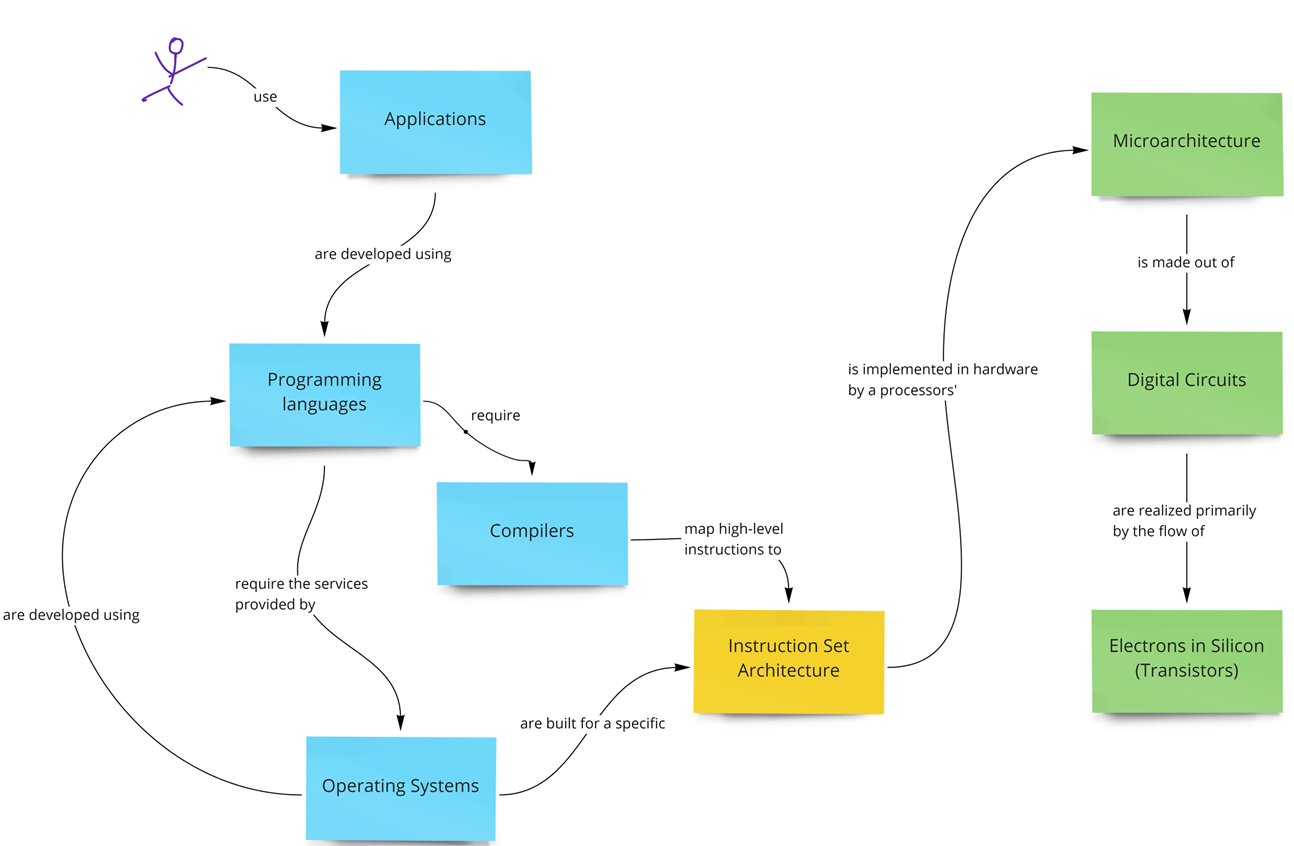 use
Applications
are developed using
Programming
languages
require
Compilers
map high-level
instructions to
require the services
provided by
are developed using
Operating Systems
are built for a specific
Instruction Set
Architecture
is implemented in hardware
by a processors'
Microarchitecture
is made out of
Digital Circuits
are realized primarily
by the flow of
Electrons in Silicon
(Transistors)